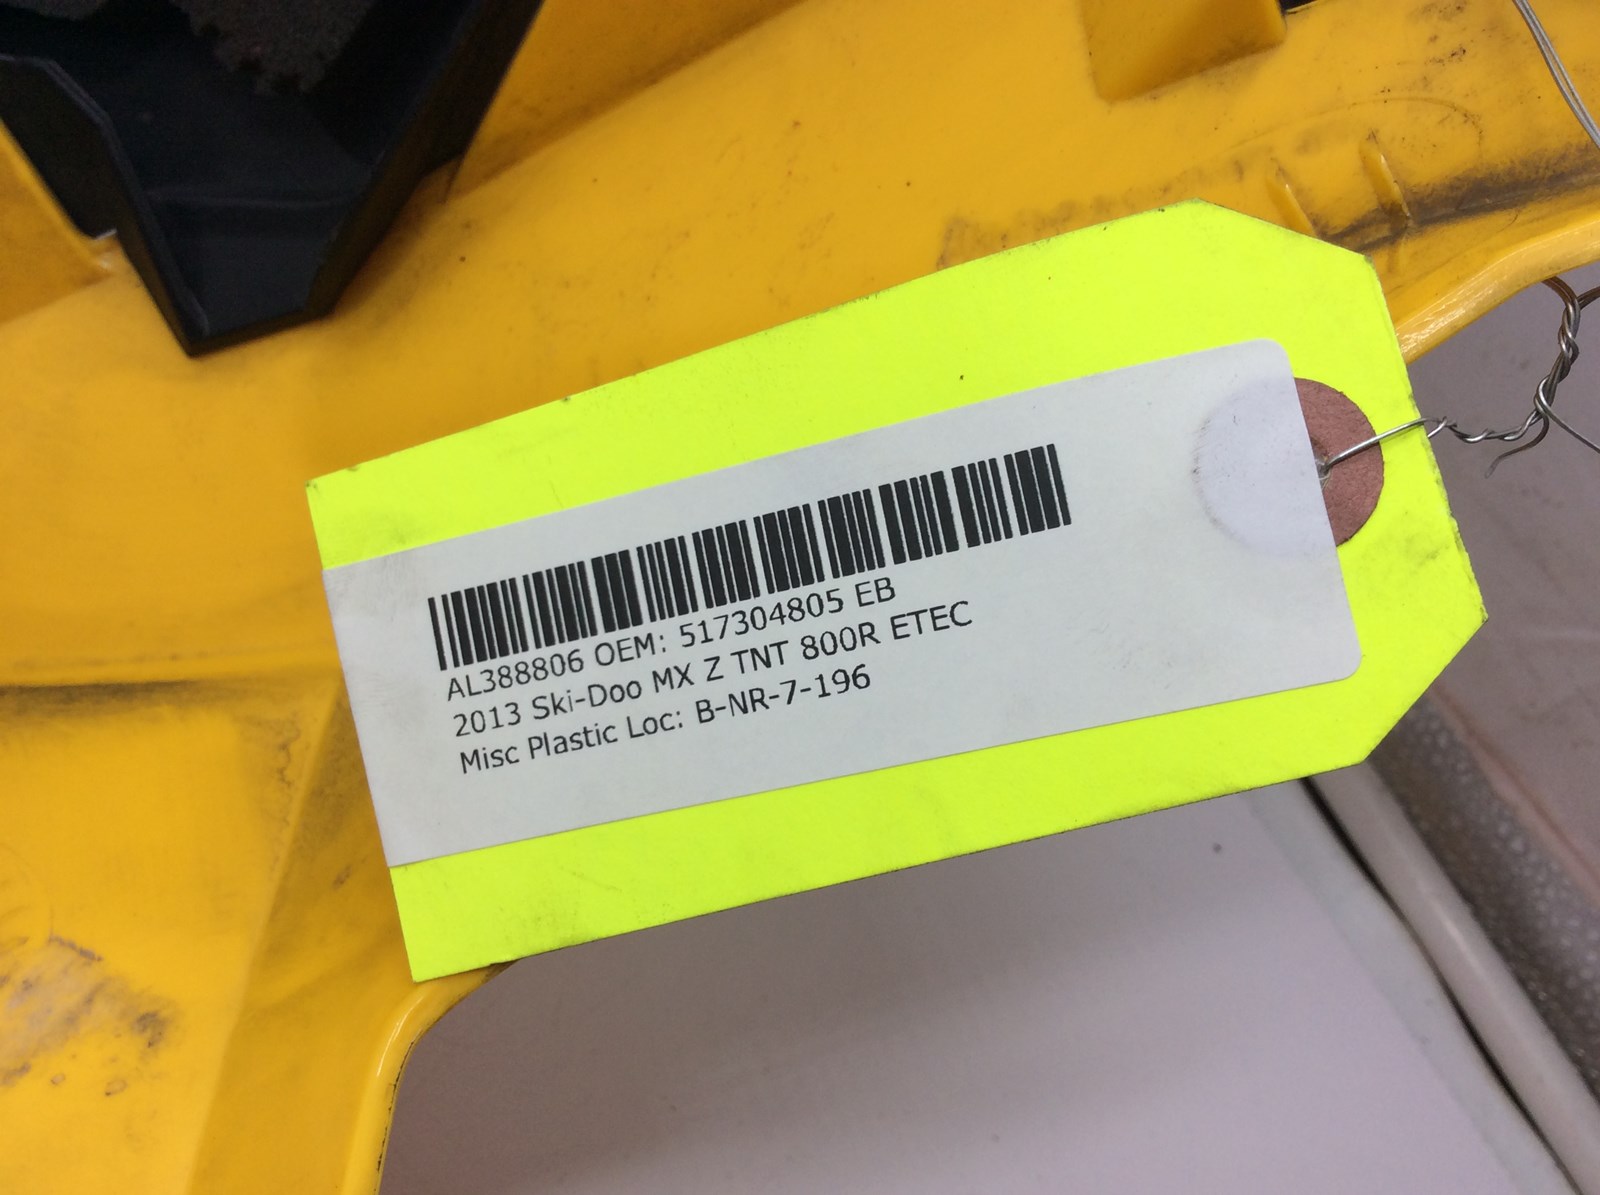 AL388806 OEM: 517304805 EB
2013 Ski-Doo MX Z TNT 800R ETEC
Misc Plastic Loc: B-NR-7-196